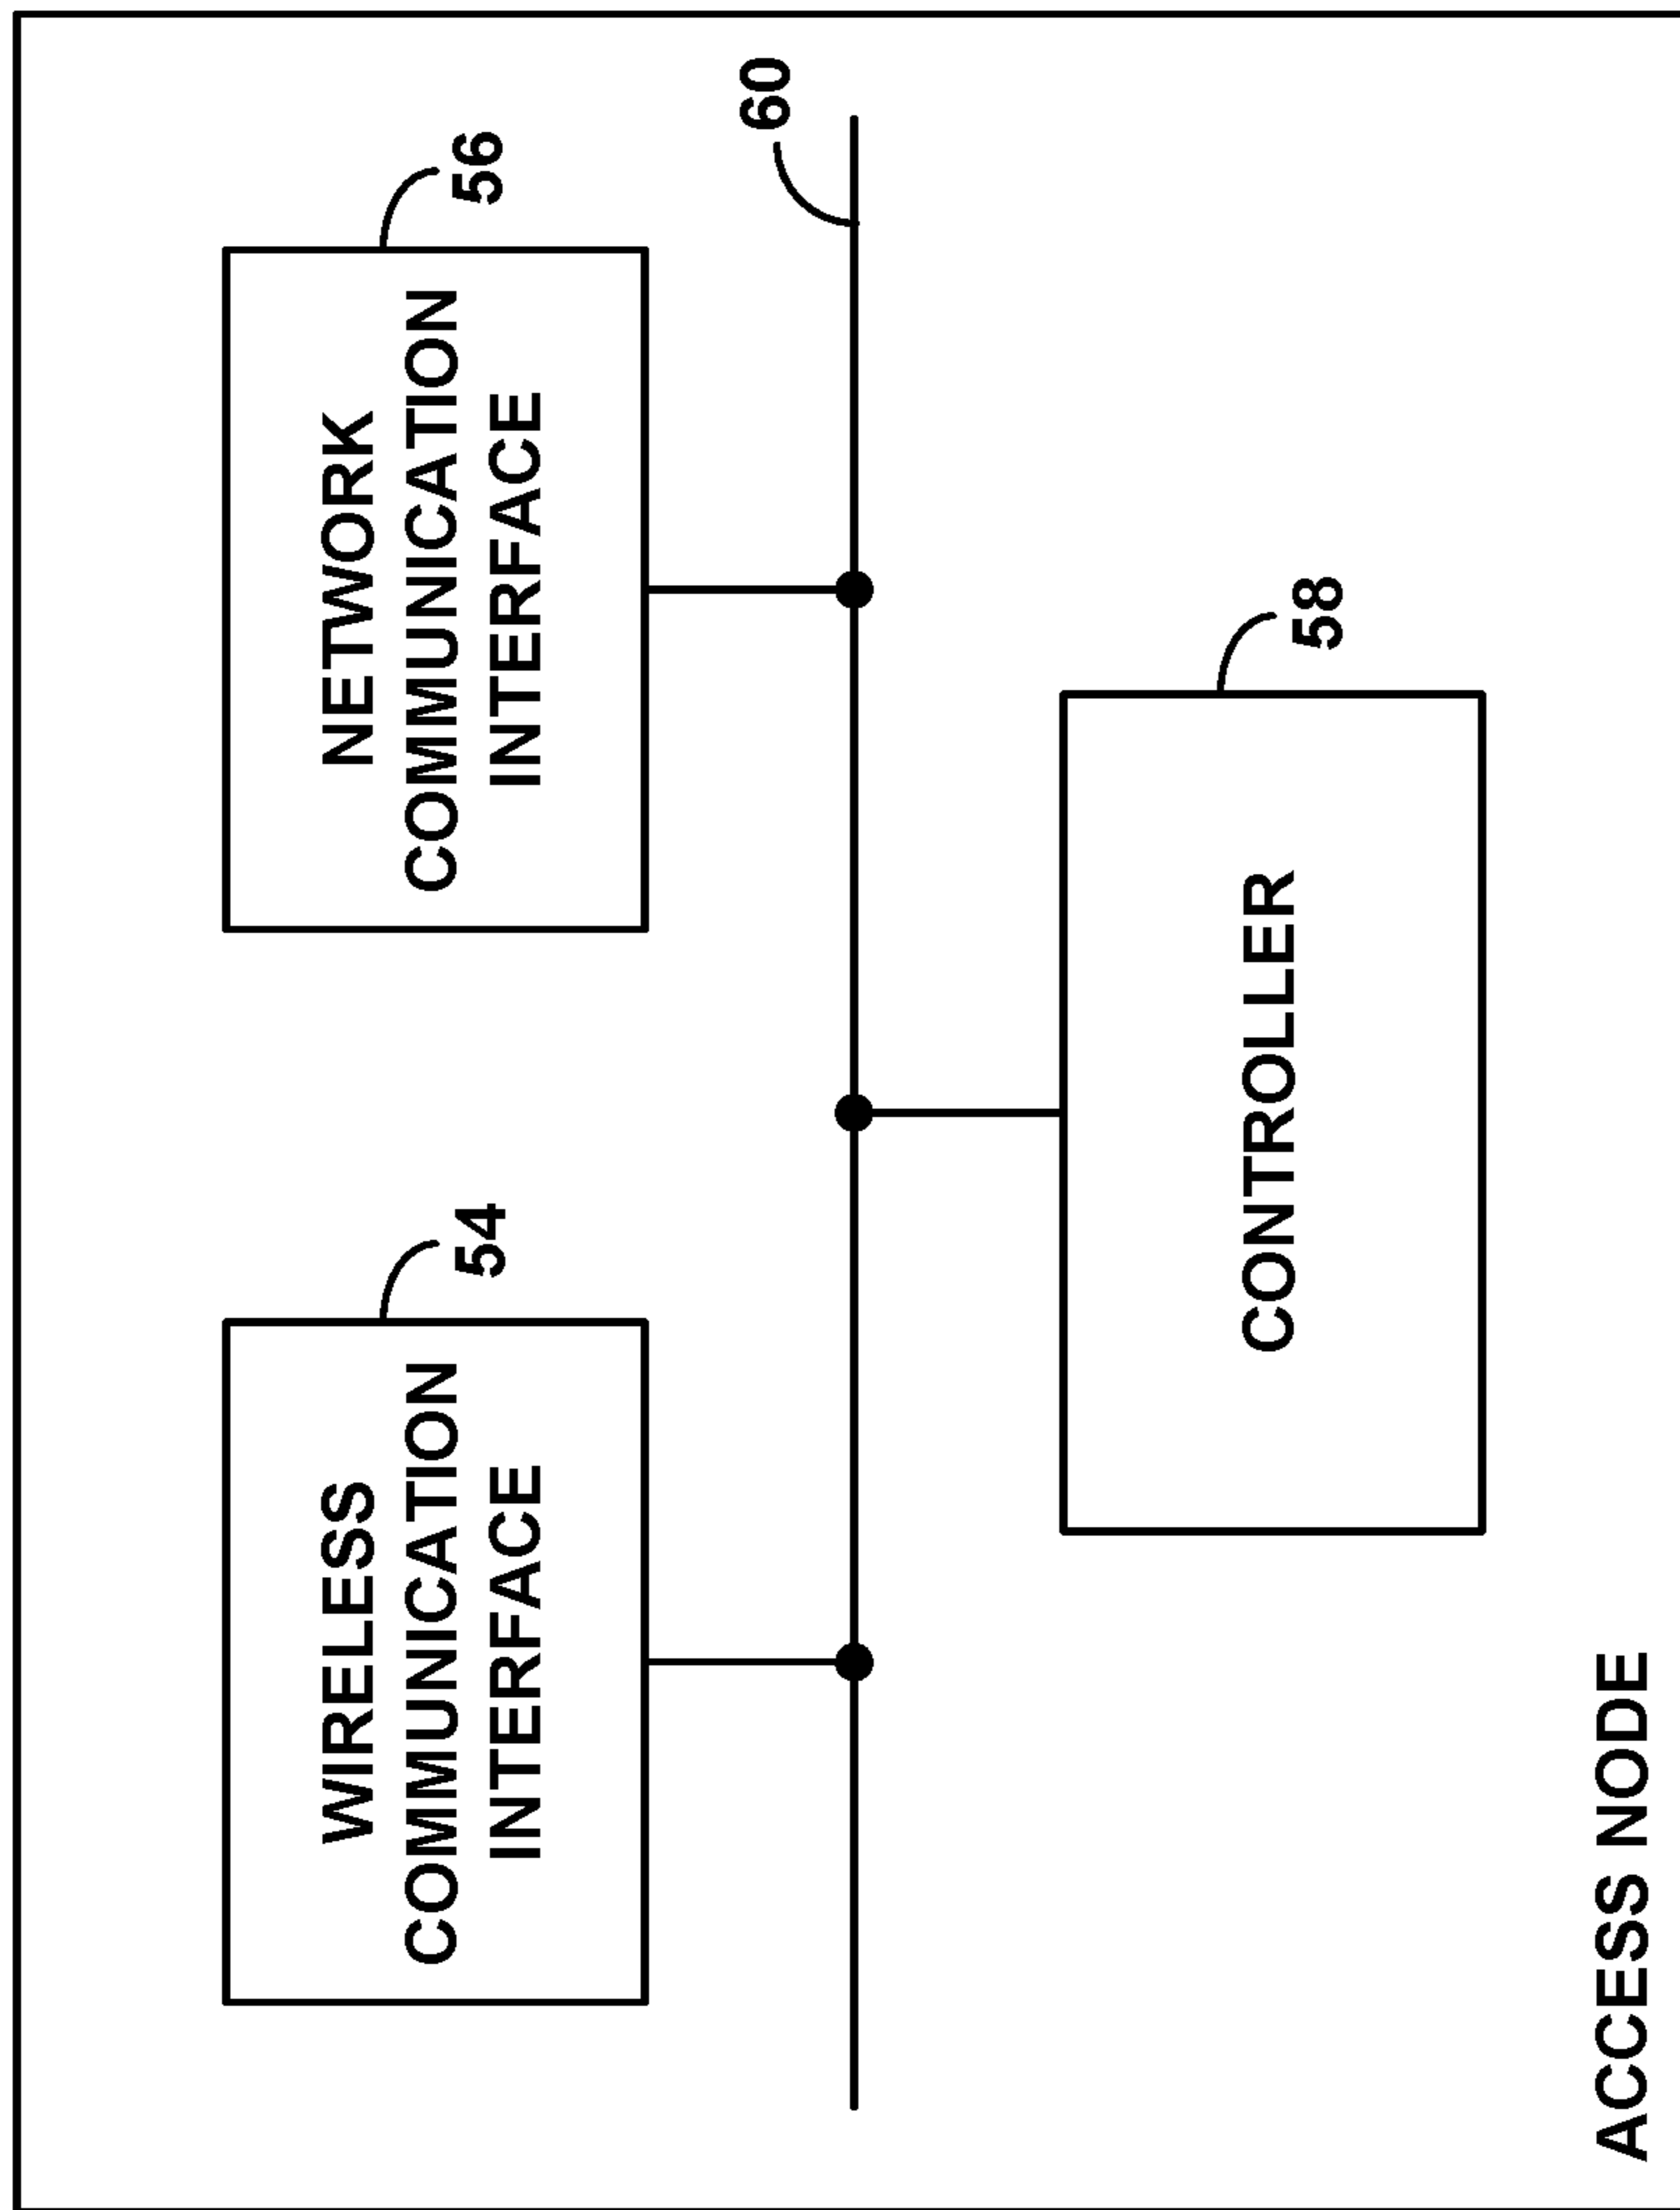 WIRELESS
COMMUNICATION
INTERFACE
54
NETWORK
COMMUNICATION
INTERFACE
56
60
CONTROLLER
58
ACCESS NODE